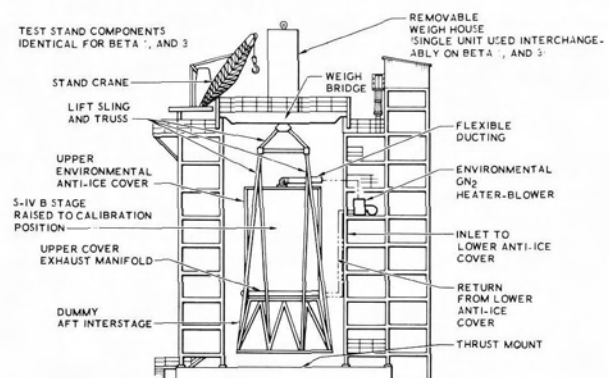 TEST STAND COMPONENTS
IDENTICAL FOR BETA 1, AND 3
STAND CRANE
LIFT SLING
AND TRUSS
UPPER
ENVIRONMENTAL
ANTI-ICE COVER
S-IV B STAGE
RAISED TO CALIBRATION
POSITION
UPPER COVER
EXHAUST MANIFOLD
DUMMY
AFT INTERSTAGE
REMOVABLE
WEIGH HOUSE
(SINGLE UNIT USED INTERCHANGE-
ABLY ON BETA 1, AND 3)
WEIGH
BRIDGE
FLEXIBLE
DUCTING
ENVIRONMENTAL
GN2
HEATER-BLOWER
INLET TO
LOWER ANTI-ICE
COVER
RETURN
FROM LOWER
ANTI-ICE
COVER
THRUST MOUNT